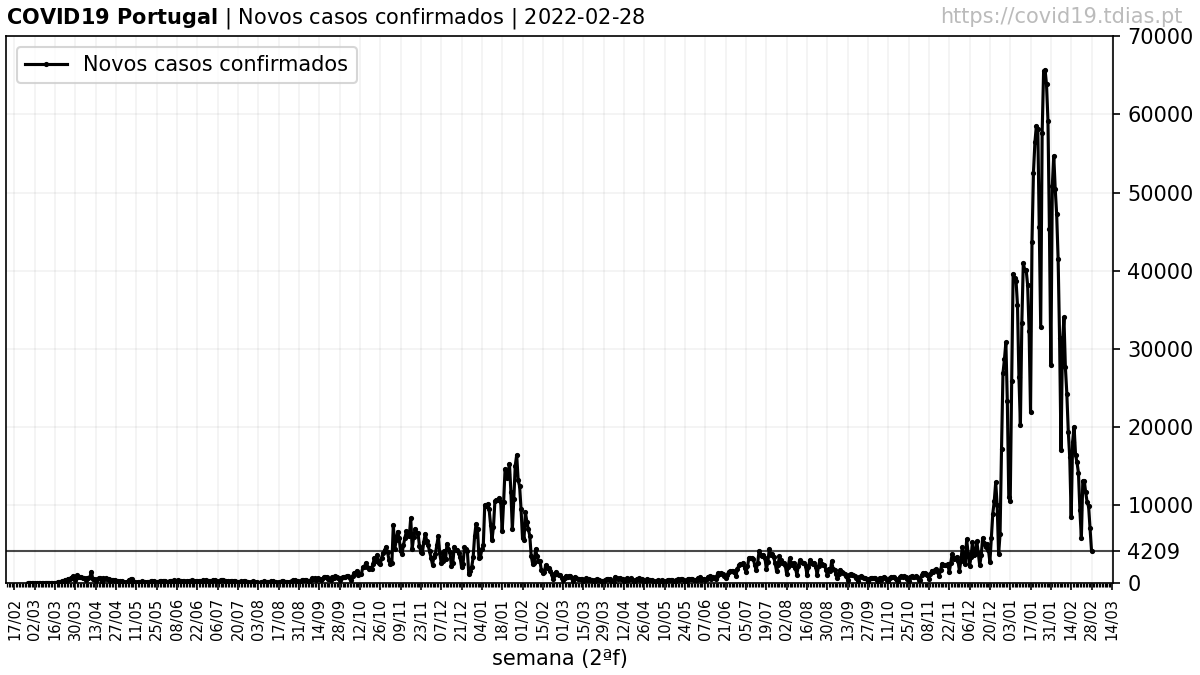 COVID19 Portugal | Novos casos confirmados | 2022-02-28
https://covid19.tdias.pt
Novos casos confirmados
70000
60000
50000
40000
30000
20000
10000
4209
0
17/02 02/03 16/03 30/03 13/04 27/04 11/05 25/05 08/06 22/06 06/07 20/07 03/08 17/08 31/08 14/09 28/09 12/10 26/10 09/11 23/11 07/12 21/12 04/01 18/01 01/02 15/02 01/03 15/03 29/03 12/04 26/04 10/05 24/05 07/06 21/06 05/07 19/07 02/08 16/08 30/08 13/09 27/09 11/10 25/10 08/11 22/11 06/12 20/12 03/01 17/01 31/01 14/02 28/02 14/03
semana (2ªf)